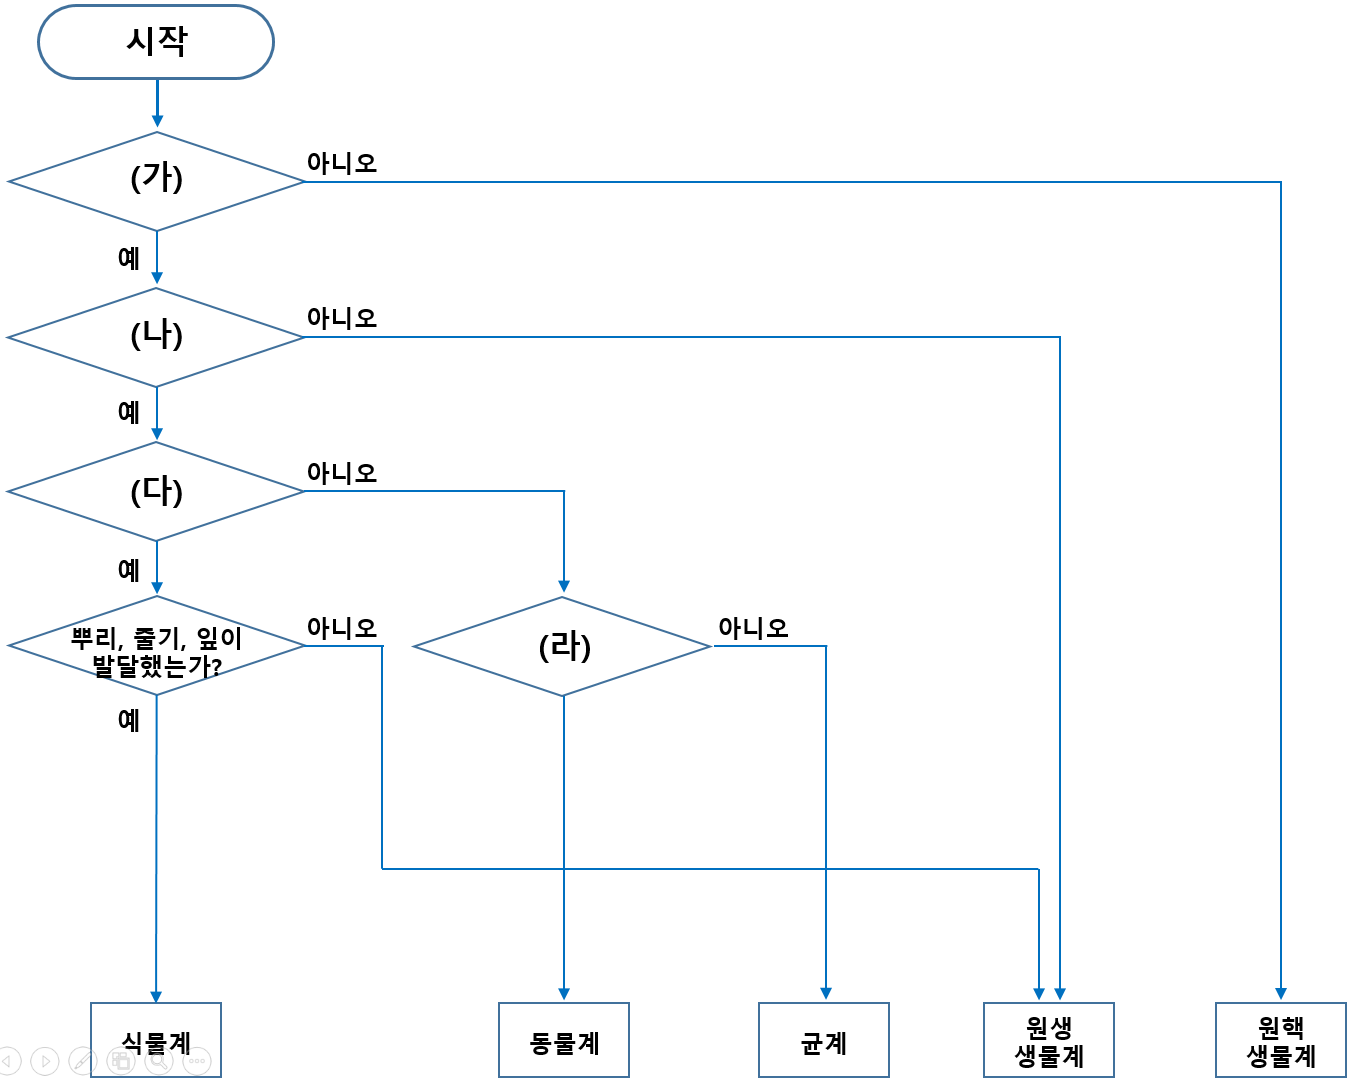 시작
(가)
아니오
예
(나)
아니오
예
(다)
아니오
예
뿌리, 줄기, 잎이
발달했는가?
아니오
(라)
아니오
예
식물계
동물계
균계
원생
생물계
원핵
생물계